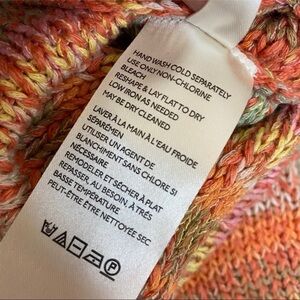 HAND WASH COLD SEPARATELY
USE ONLY NON-CHLORINE
BLEACH
RESHAPE & LAY FLAT TO DRY
LOW IRON AS NEEDED
MAY BE DRY CLEANED
LAVER À LA MAIN À L'EAU FROIDE
SÉPARÉMEN
UTILISER UN AGENT DE
BLANCHIMENT SANS CHLORE SI
NÉCESSAIRE
REMODELER ET SÉCHER À PLAT
REPASSER, AU BESOIN, À TRÉS
BASSE TEMPÉRATURE
PEUT-ÊTRE ÊTRE NETTOYÉE SEC